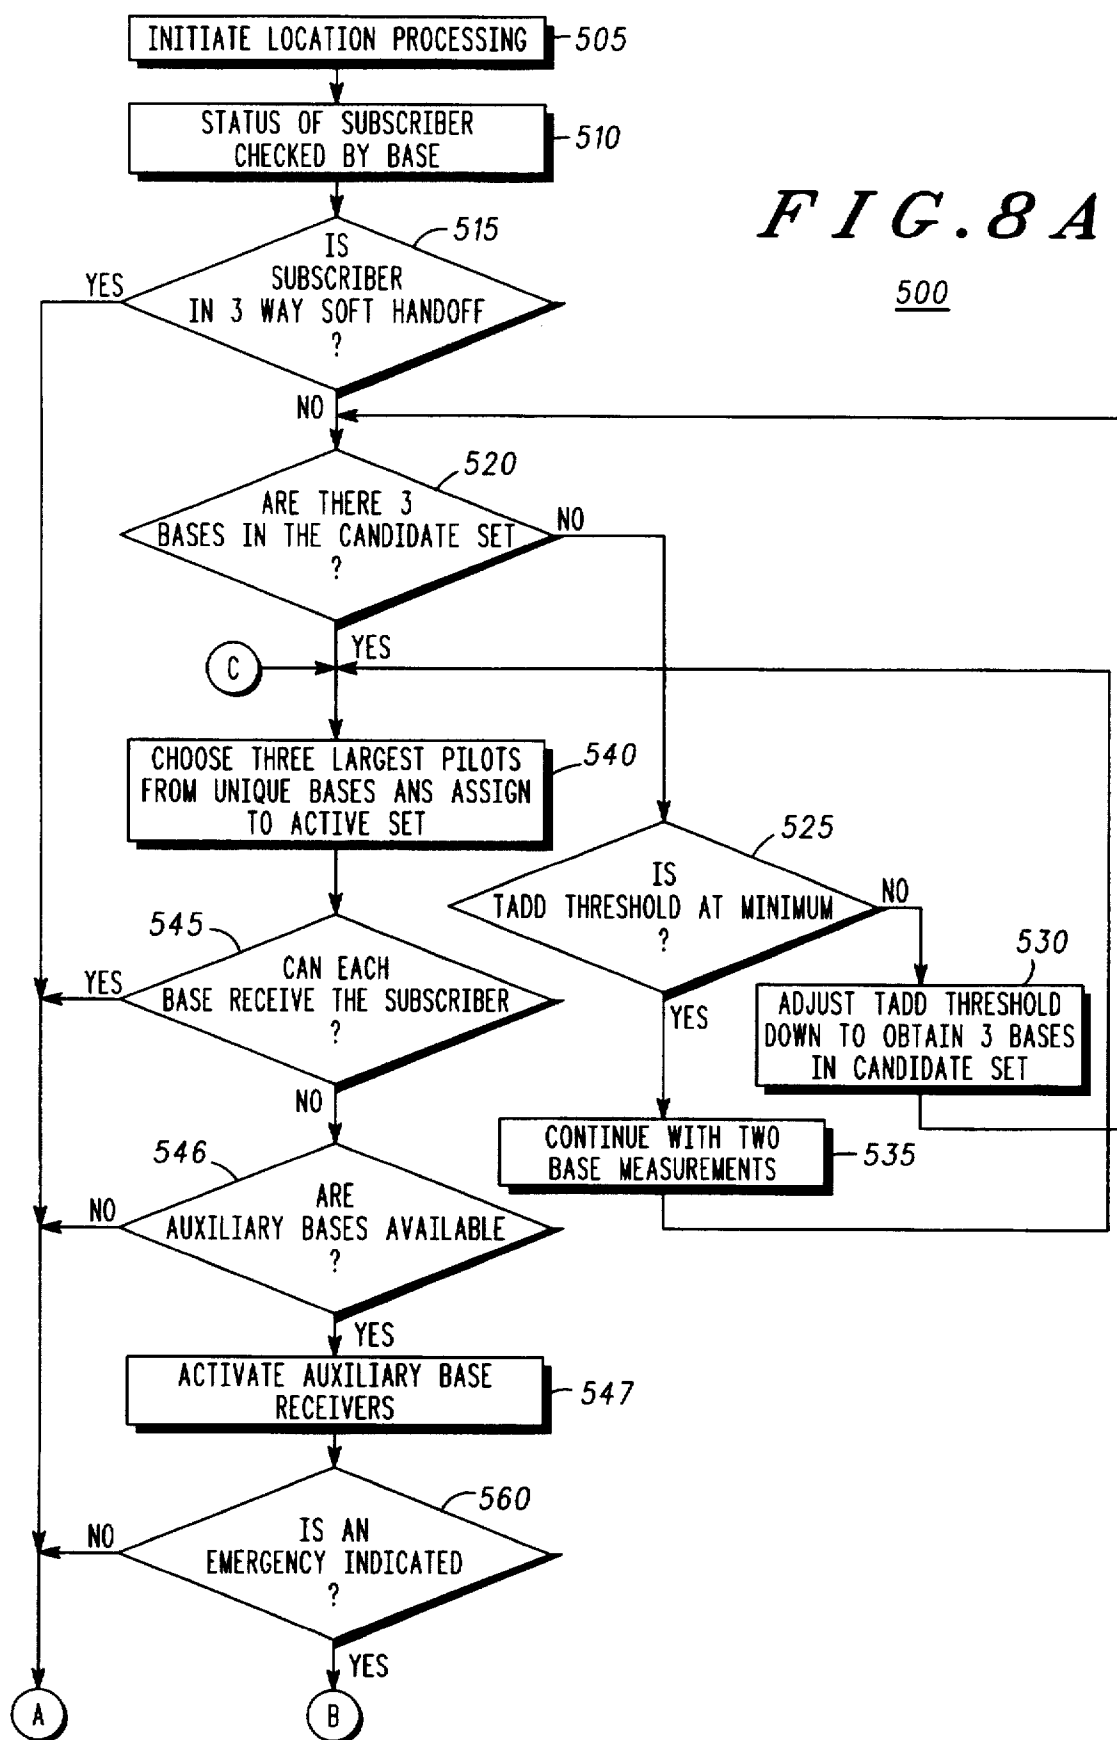 INITIATE LOCATION PROCESSING
505
STATUS OF SUBSCRIBER
CHECKED BY BASE
510
FIG.8A
500
515
IS
SUBSCRIBER
IN 3 WAY SOFT HANDOFF
?
YES
NO
520
ARE THERE 3
BASES IN THE CANDIDATE SET
?
NO
YES
C
CHOOSE THREE LARGEST PILOTS
FROM UNIQUE BASES ANS ASSIGN
TO ACTIVE SET
540
525
IS
TADD THRESHOLD AT MINIMUM
?
NO
YES
530
ADJUST TADD THRESHOLD
DOWN TO OBTAIN 3 BASES
IN CANDIDATE SET
545
CAN EACH
BASE RECEIVE THE SUBSCRIBER
?
YES
NO
CONTINUE WITH TWO
BASE MEASUREMENTS
535
546
ARE
AUXILIARY BASES AVAILABLE
?
NO
YES
ACTIVATE AUXILIARY BASE
RECEIVERS
547
560
IS AN
EMERGENCY INDICATED
?
NO
YES
A
B